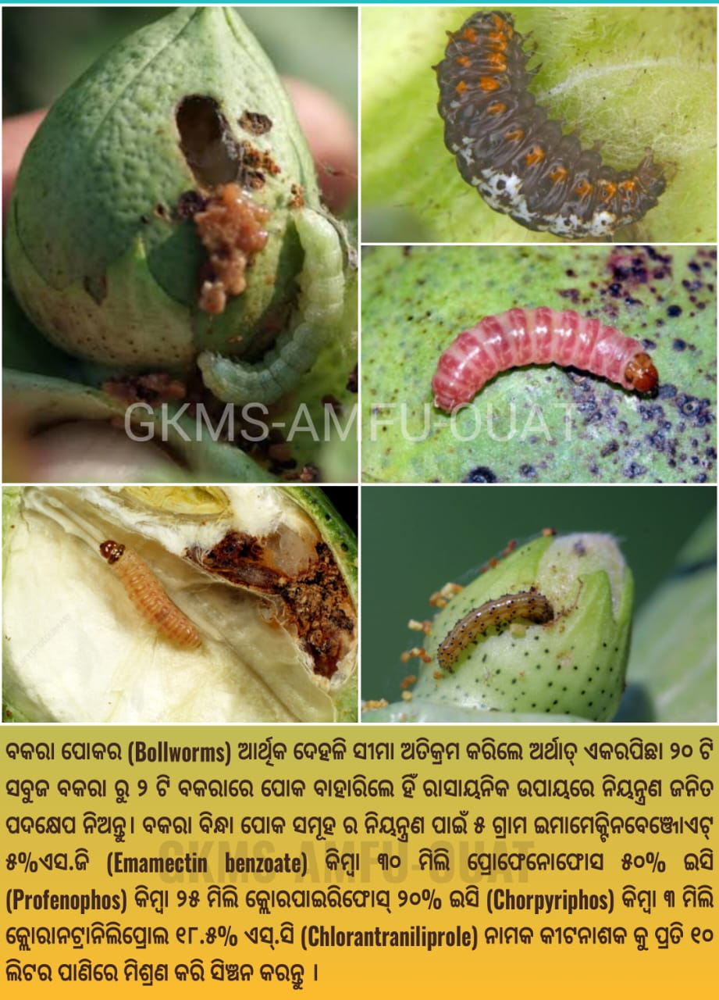 GKMS-AMFU-OUAT
ବକରା ପୋକର (Bollworms) ଆର୍ଥିକ ଦେହଳି ସୀମା ଅତିକ୍ରମ କରିଲେ ଅର୍ଥାତ୍ ଏକରପିଛା ୨୦ ଟି
ସବୁଜ ବକରା ରୁ ୨ ଟି ବକରାରେ ପୋକ ବାହାରିଲେ ହିଁ ରାସାୟନିକ ଉପାୟରେ ନିୟନ୍ତ୍ରଣ ଜନିତ
ପଦକ୍ଷେପ ନିଅନ୍ତୁ। ବକରା ବିନ୍ଧା ପୋକ ସମୂହ ର ନିୟନ୍ତ୍ରଣ ପାଇଁ ୫ ଗ୍ରାମ ଇମାମେକ୍ଟିନବେଞ୍ଜୋଏଟ୍
GKMS-AMFU-OUAT
୫%ଏସ.ଜି (Emamectin benzoate) କିମ୍ବା ୩୦ ମିଲି ପ୍ରୋଫେନୋଫୋସ ୫୦% ଇସି
(Profenophos) କିମ୍ବା ୨୫ ମିଲି କ୍ଲୋରପାଇରିଫୋସ୍ ୨୦% ଇସି (Chorpyriphos) କିମ୍ବା ୩ ମିଲି
କ୍ଲୋରାନଟ୍ରାନିଲିପ୍ରୋଲ ୧୮.୫% ଏସ୍.ସି (Chlorantraniliprole) ନାମକ କୀଟନାଶକ କୁ ପ୍ରତି ୧୦
ଲିଟର ପାଣିରେ ମିଶ୍ରଣ କରି ସିଞ୍ଚନ କରନ୍ତୁ ।